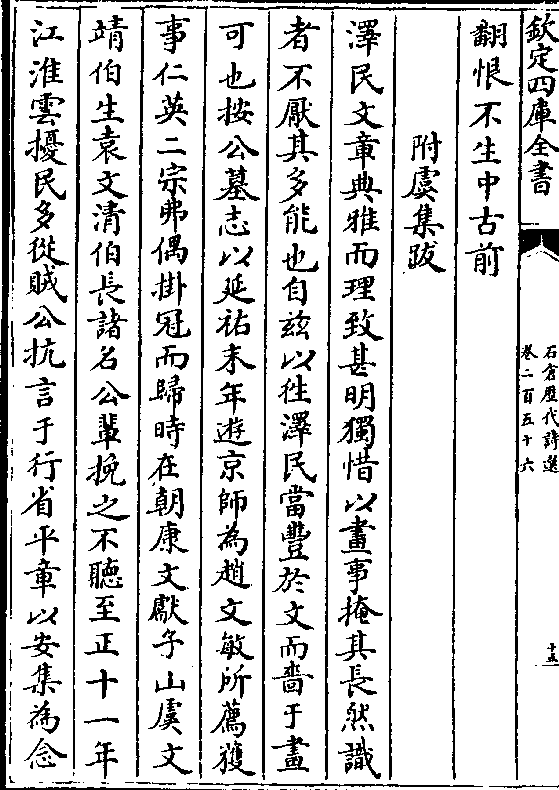 欽定四庫全書
石倉歷代詩選
卷二百五十六
十五
翻恨不生中古前
附虞集跋
澤民文章典雅而理致甚明獨惜以畫事掩其長然識
者不厭其多能也自兹以徃澤民當豐於文而嗇于畫
可也按公墓志以延祐末年遊京師為趙文敏所薦獲
事仁英二宗弗偶掛冠而歸時在朝康文獻子山虞文
靖伯生袁文清伯長諸名公輩挽之不聽至正十一年
江淮雲擾民多從賊公抗言于行省平章以安集為念